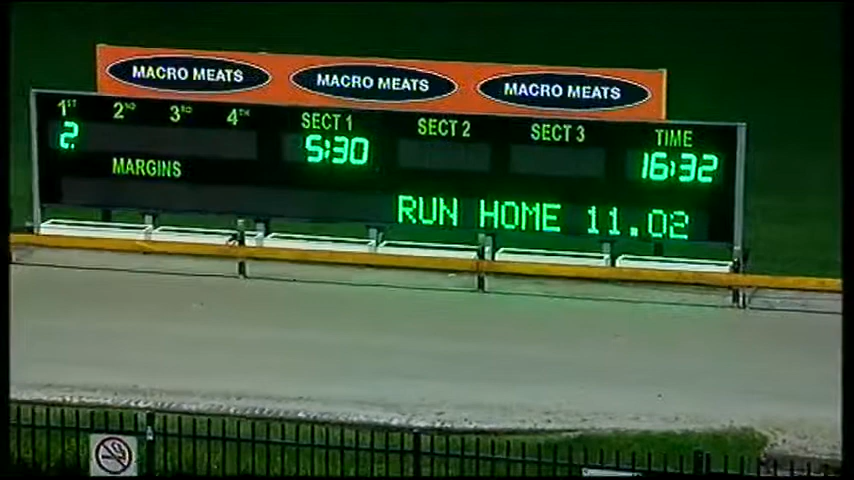 MACRO MEATS MACRO MEATS MACRO MEATS
1ST 2ND 3RD 4TH SECT 1 SECT 2 SECT 3 TIME
2. 5:30 16:32
MARGINS
RUN HOME 11.02